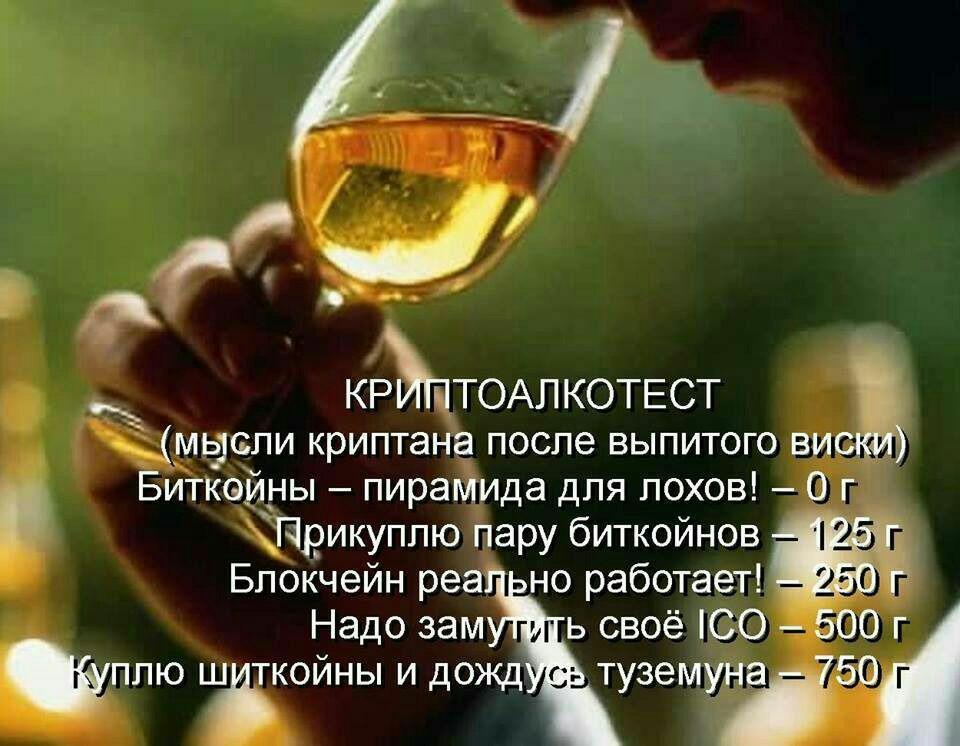 КРИПТОАЛКОТЕСТ
(мысли криптана после выпитого виски)
Биткойны – пирамида для лохов! – 0 г
Прикуплю пару биткойнов – 125 г
Блокчейн реально работает! – 250 г
Надо замутить своё ICO – 500 г
Куплю шиткойны и дождусь туземуна – 750 г